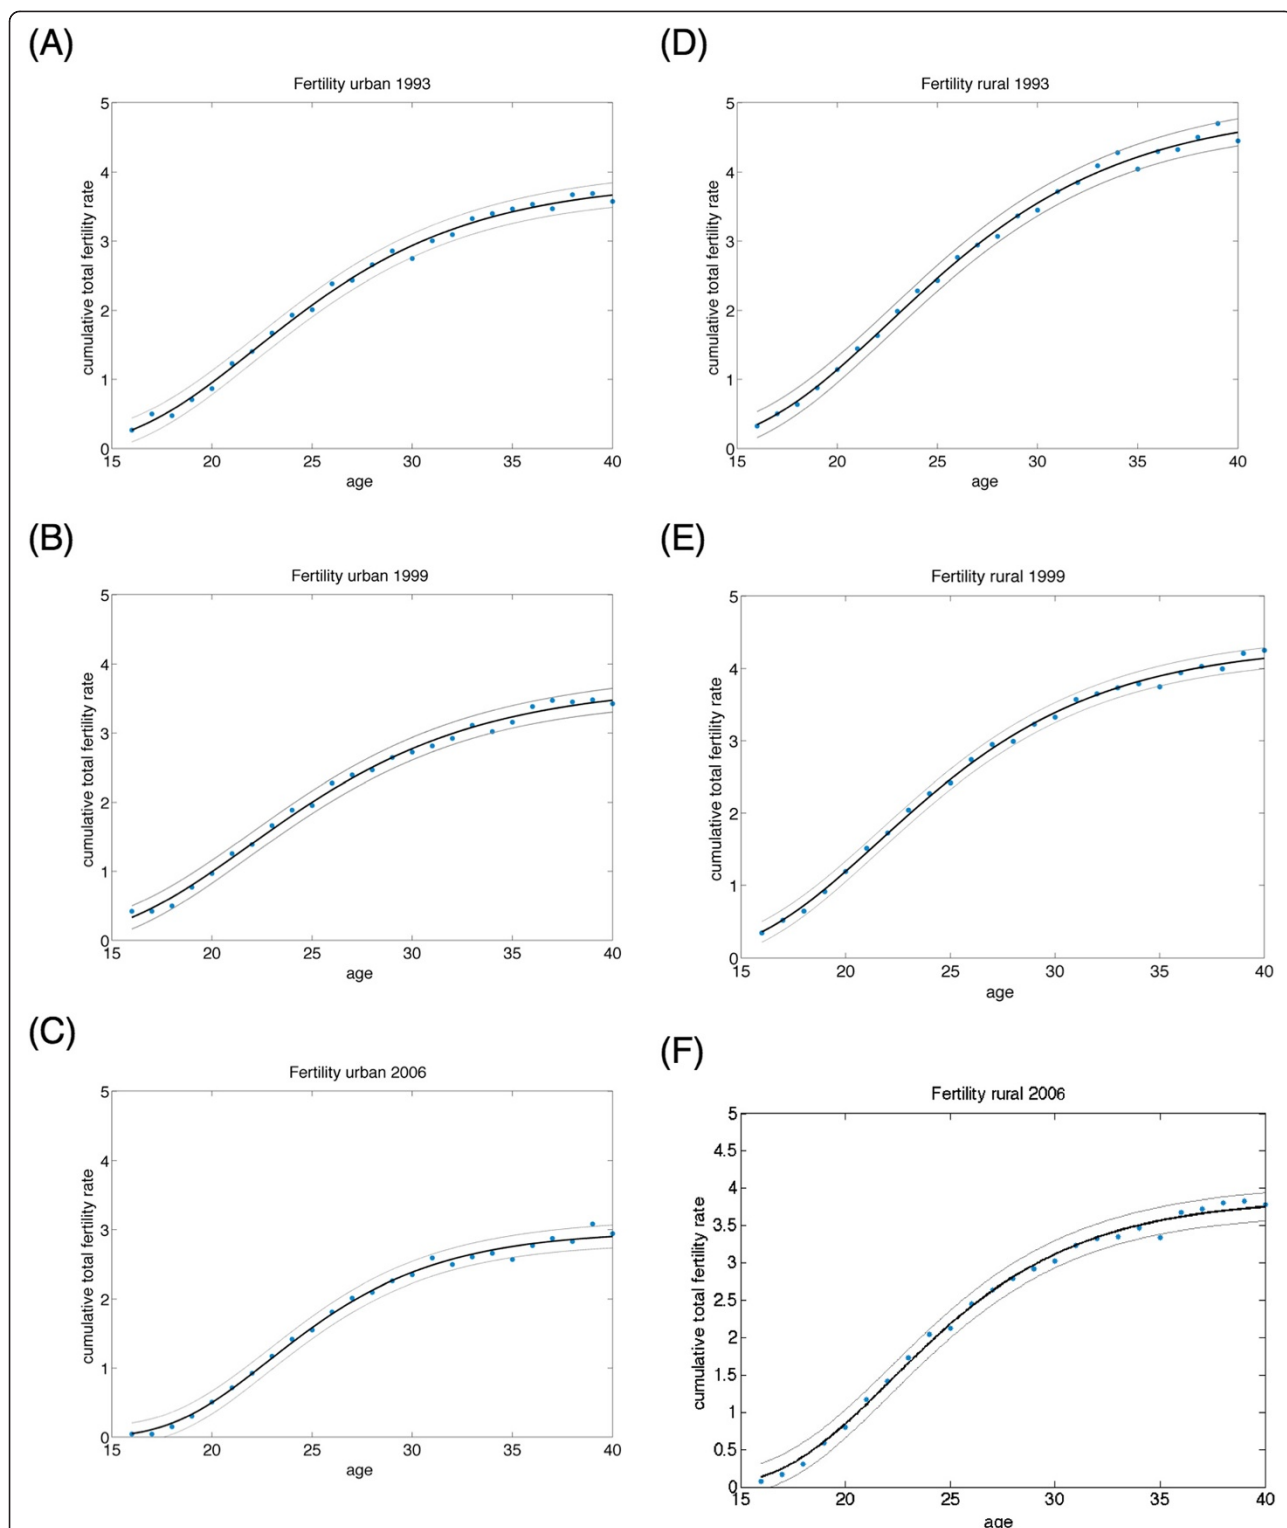 (A)
Fertility urban 1993
cumulative total fertility rate
5
4
3
2
1
0
15 20 25 30 35 40
age
(D)
Fertility rural 1993
cumulative total fertility rate
5
4
3
2
1
0
15 20 25 30 35 40
age
(B)
Fertility urban 1999
cumulative total fertility rate
5
4
3
2
1
0
15 20 25 30 35 40
age
(E)
Fertility rural 1999
cumulative total fertility rate
5
4
3
2
1
0
15 20 25 30 35 40
age
(C)
Fertility urban 2006
cumulative total fertility rate
5
4
3
2
1
0
15 20 25 30 35 40
age
(F)
Fertility rural 2006
cumulative total fertility rate
5
4.5
4
3.5
3
2.5
2
1.5
1
0.5
0
15 20 25 30 35 40
age